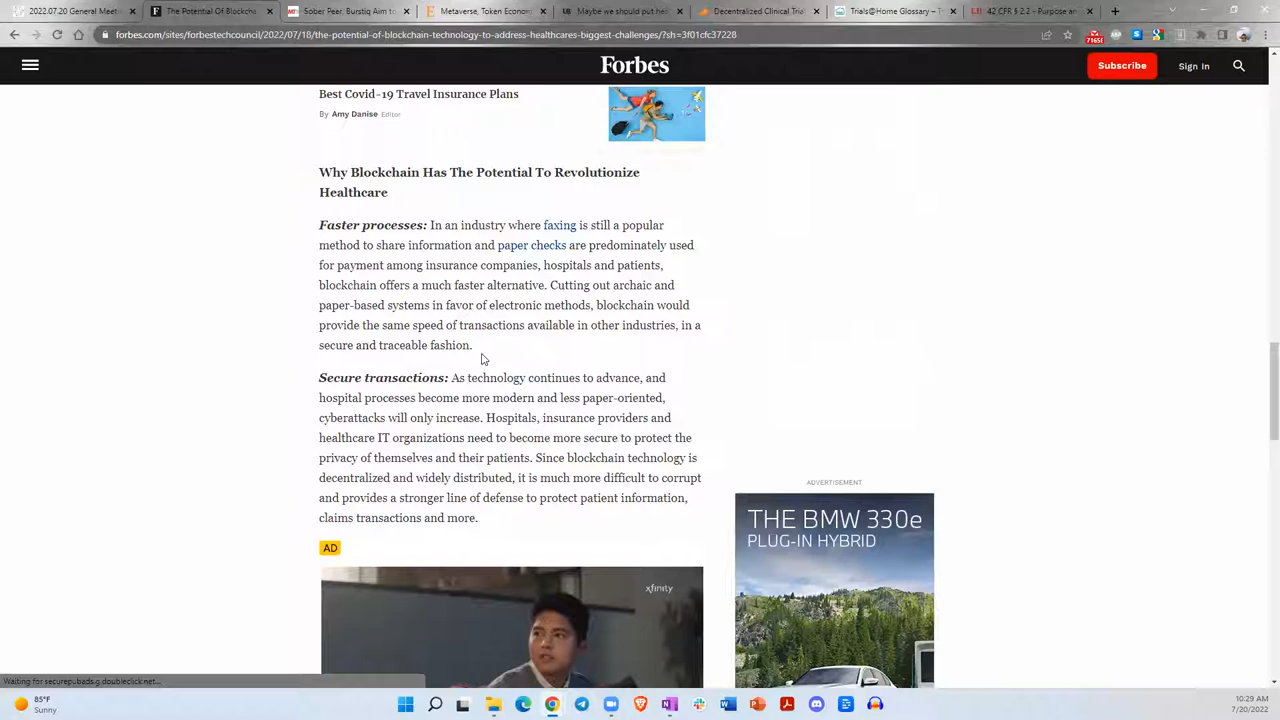 2022.07.20 General Meeti
The Potential Of Blockch
Sober Peer, Burstiq Aim to
Metaverse, Token Econom
Maybe we should put hel
Decentralized Clinical Trial
Trials@Home Glossary – Tr
42 CFR § 2.2 - Purpose an
forbes.com/sites/forbestechcouncil/2022/07/18/the-potential-of-blockchain-technology-to-address-healthcares-biggest-challenges/?sh=3f01cfc37228
Forbes
Subscribe
Sign In
Best Covid-19 Travel Insurance Plans
By Amy Danise Editor
Why Blockchain Has The Potential To Revolutionize
Healthcare
Faster processes: In an industry where faxing is still a popular
method to share information and paper checks are predominately used
for payment among insurance companies, hospitals and patients,
blockchain offers a much faster alternative. Cutting out archaic and
paper-based systems in favor of electronic methods, blockchain would
provide the same speed of transactions available in other industries, in a
secure and traceable fashion.
Secure transactions: As technology continues to advance, and
hospital processes become more modern and less paper-oriented,
cyberattacks will only increase. Hospitals, insurance providers and
healthcare IT organizations need to become more secure to protect the
privacy of themselves and their patients. Since blockchain technology is
decentralized and widely distributed, it is much more difficult to corrupt
and provides a stronger line of defense to protect patient information,
claims transactions and more.
AD
xfinity
ADVERTISEMENT
THE BMW 330e
PLUG-IN HYBRID
Waiting for securepubads.g.doubleclick.net...
85°F
Sunny
10:29 AM
7/20/2022